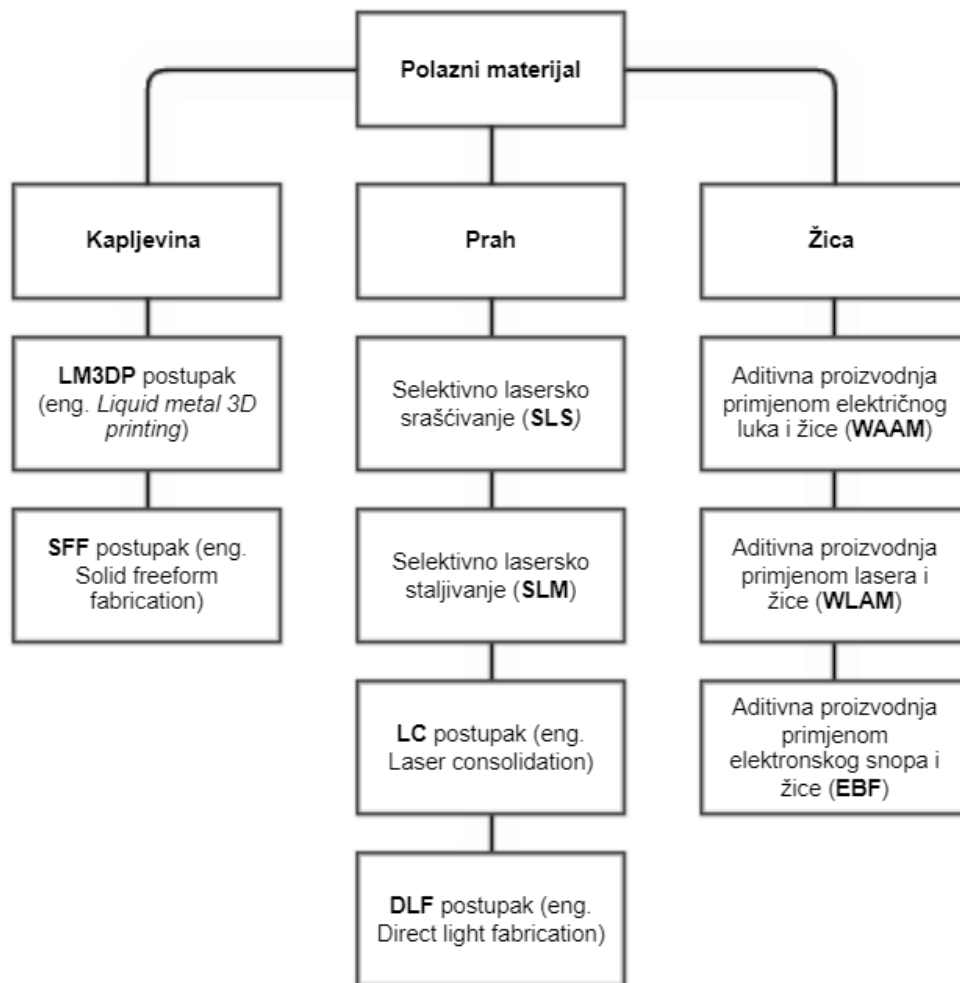 Polazni materijal
Kapljevina
LM3DP postupak
(eng. Liquid metal 3D
printing)
SFF postupak (eng.
Solid freeform
fabrication)
Prah
Selektivno lasersko
srašćivanje (SLS)
Selektivno lasersko
staljivanje (SLM)
LC postupak (eng.
Laser consolidation)
DLF postupak (eng.
Direct light fabrication)
Žica
Aditivna proizvodnja
primjenom električnog
luka i žice (WAAM)
Aditivna proizvodnja
primjenom lasera i
žice (WLAM)
Aditivna proizvodnja
primjenom
elektronskog snopa i
žice (EBF)